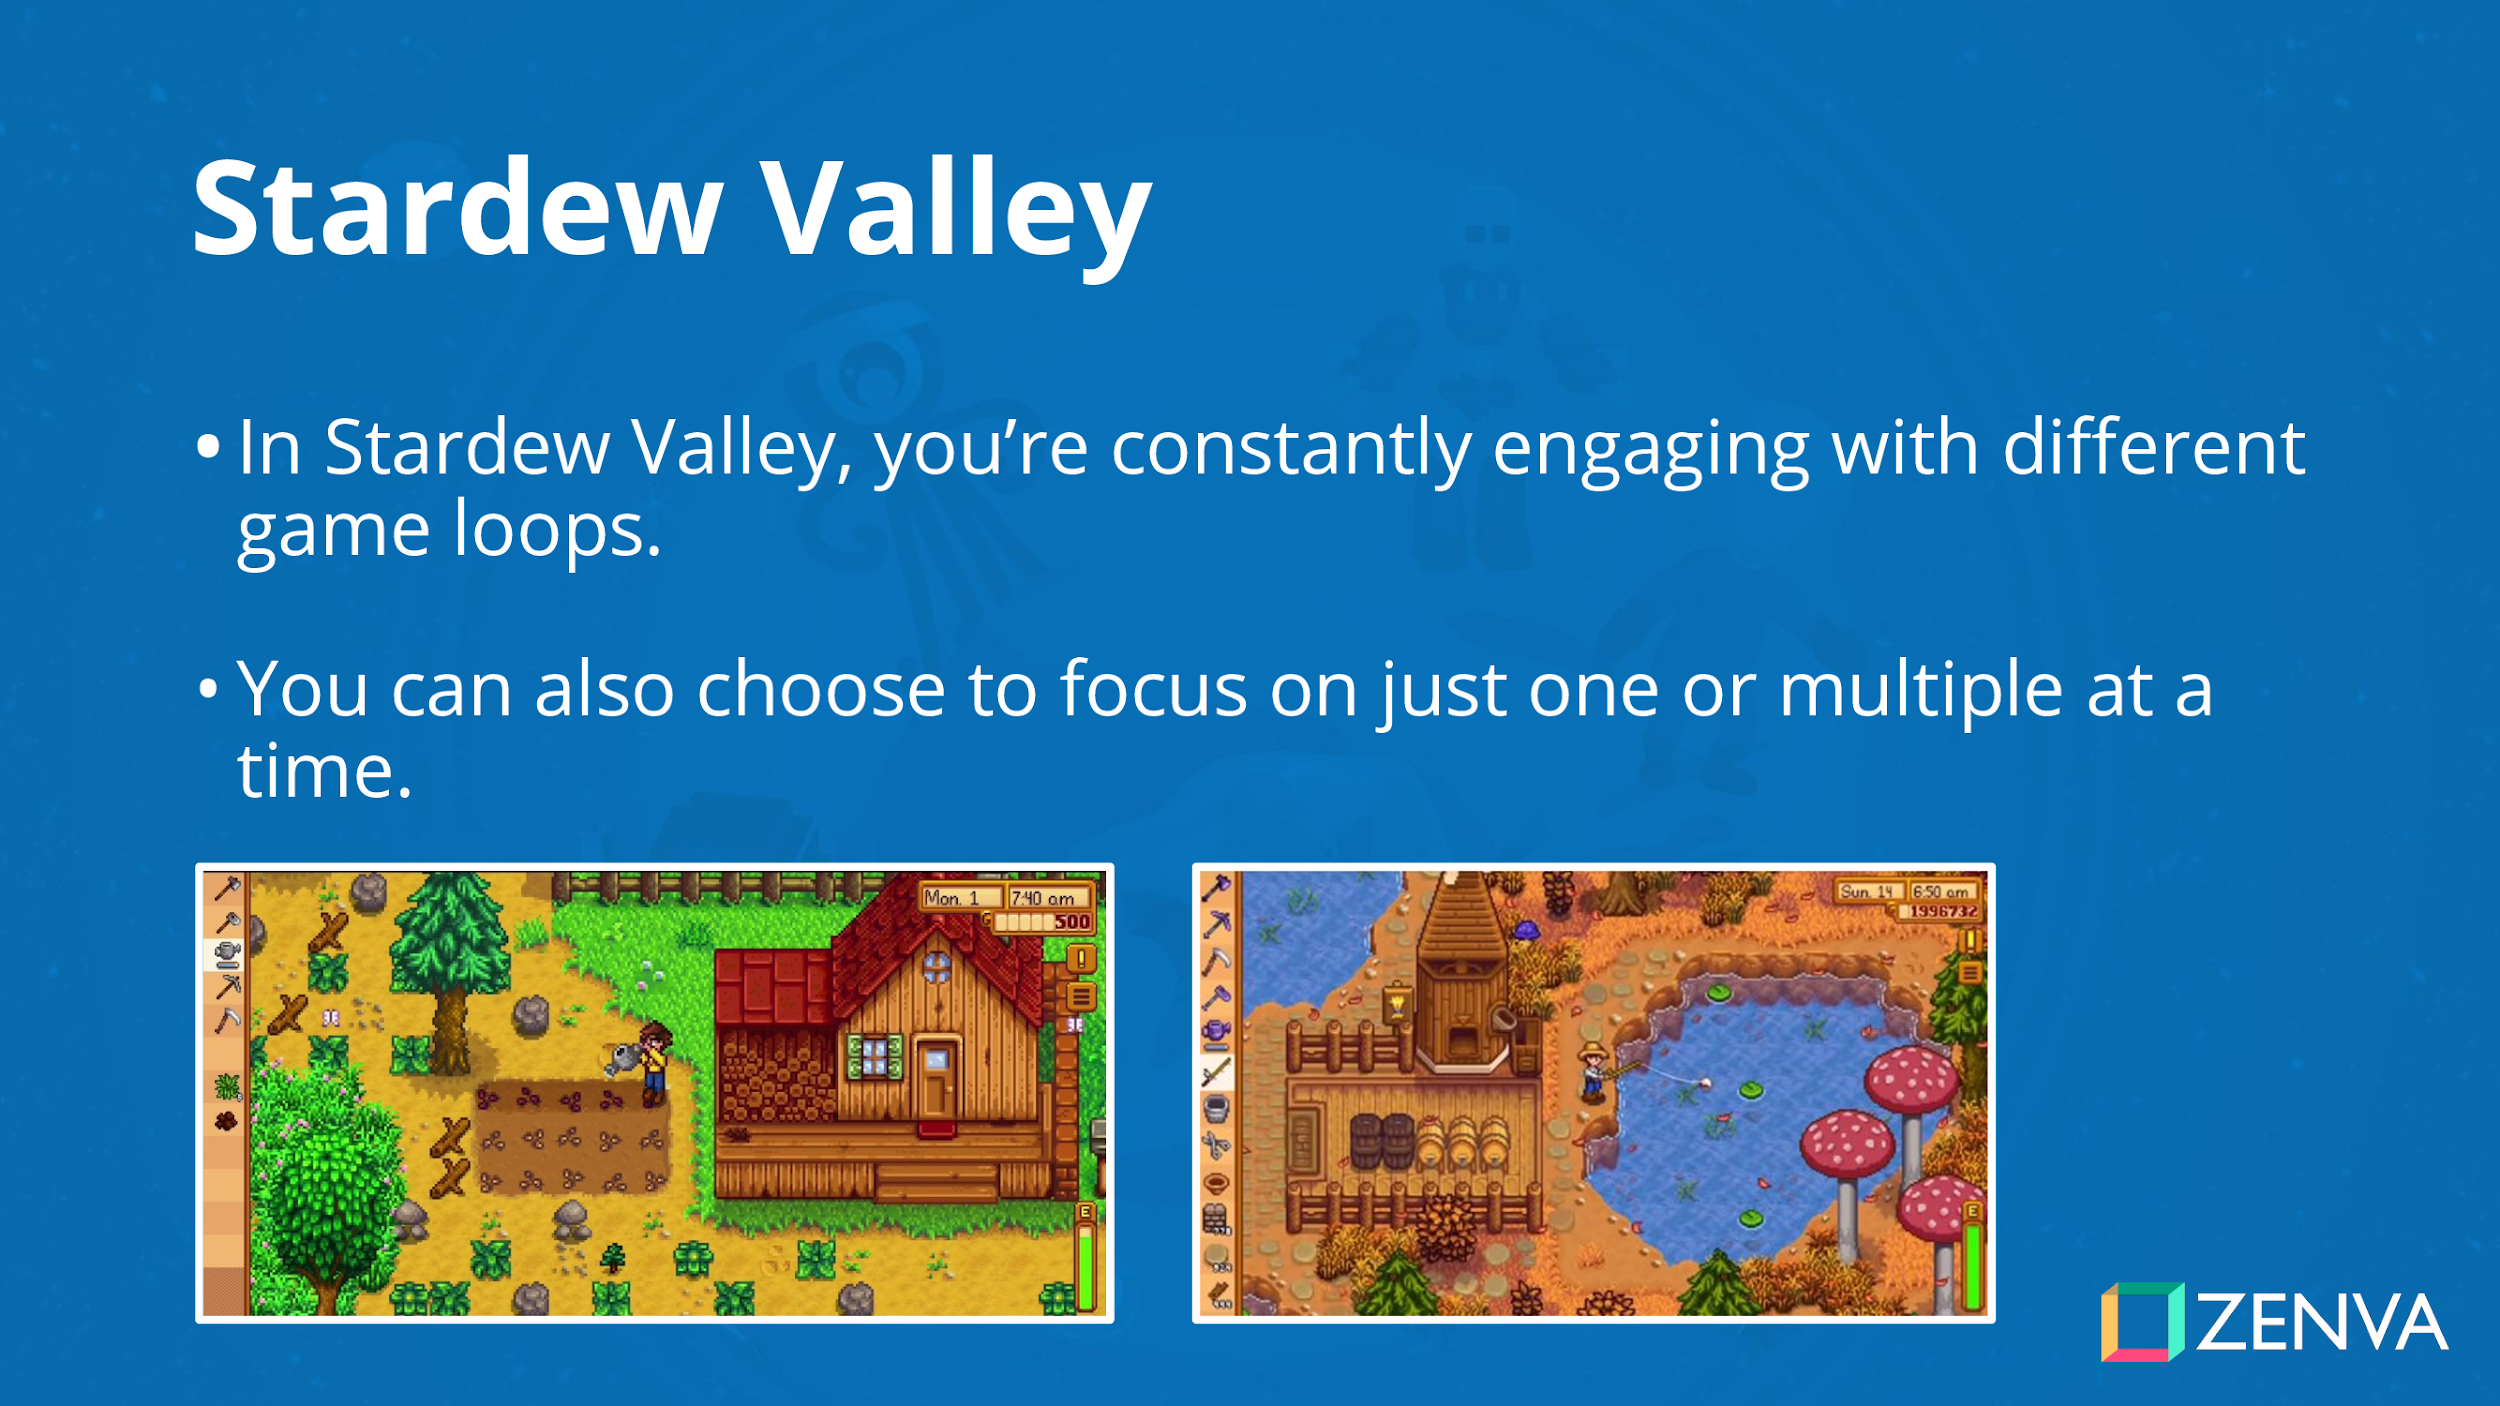 Stardew Valley
• In Stardew Valley, you’re constantly engaging with different
game loops.
• You can also choose to focus on just one or multiple at a
time.
Mon. 1 7:40 am
500
E
Sun. 14 6:50 am
1996732
E
ZENVA